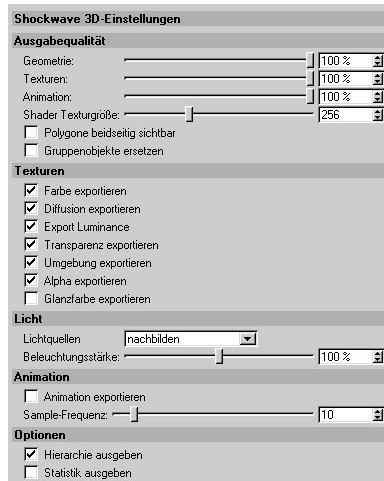 Shockwave 3D-Einstellungen
Ausgabequalität
Geometrie: 100 %
Texturen: 100 %
Animation: 100 %
Shader Texturgröße: 256
Polygone beidseitig sichtbar
Gruppenobjekte ersetzen
Texturen
Farbe exportieren
Diffusion exportieren
Export Luminance
Transparenz exportieren
Umgebung exportieren
Alpha exportieren
Glanzfarbe exportieren
Licht
Lichtquellen nachbilden
Beleuchtungsstärke: 100 %
Animation
Animation exportieren
Sample-Frequenz: 10
Optionen
Hierarchie ausgeben
Statistik ausgeben